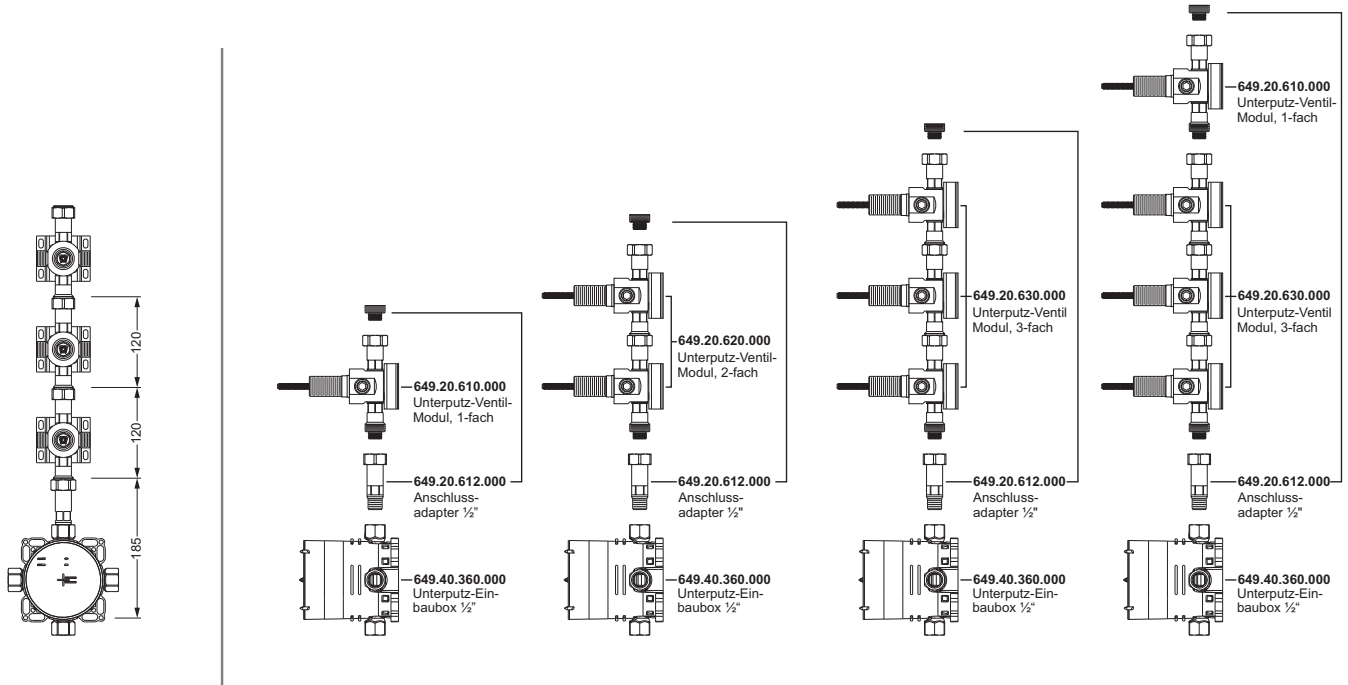 120
120
185
649.20.610.000
Unterputz-Ventil-
Modul, 1-fach
649.20.612.000
Anschluss-
adapter ½”
649.40.360.000
Unterputz-Ein-
baubox ½”
649.20.620.000
Unterputz-Ventil-
Modul, 2-fach
649.20.612.000
Anschluss-
adapter ½"
649.40.360.000
Unterputz-Ein-
baubox ½“
649.20.630.000
Unterputz-Ventil
Modul, 3-fach
649.20.612.000
Anschluss-
adapter ½"
649.40.360.000
Unterputz-Ein-
baubox ½“
649.20.610.000
Unterputz-Ventil-
Modul, 1-fach
649.20.630.000
Unterputz-Ventil
Modul, 3-fach
649.20.612.000
Anschluss-
adapter ½"
649.40.360.000
Unterputz-Ein-
baubox ½“